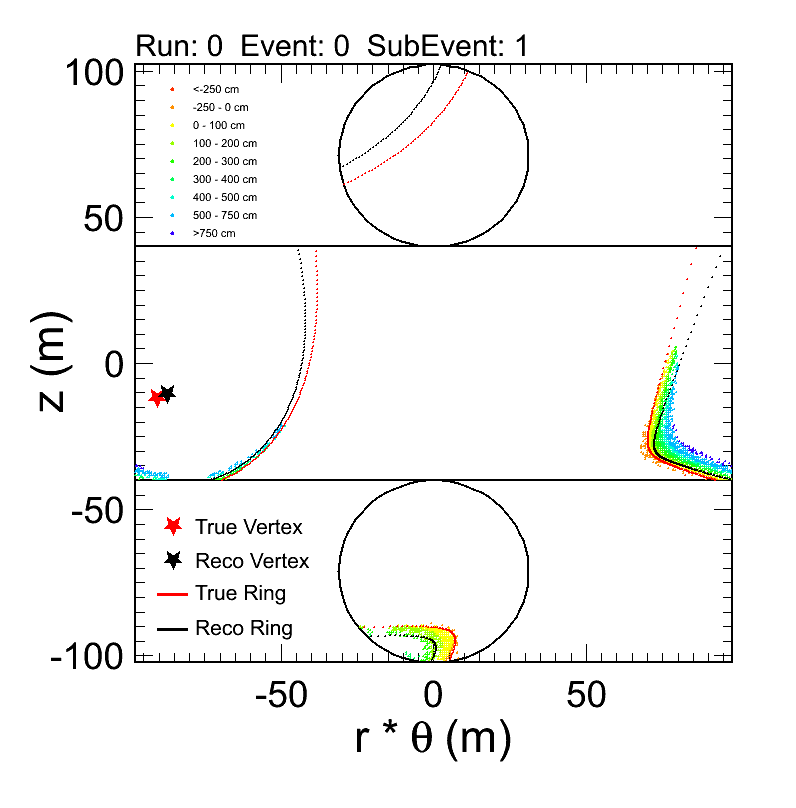 Run: 0 Event: 0 SubEvent: 1
100
<-250 cm
-250 - 0 cm
0 - 100 cm
100 - 200 cm
200 - 300 cm
300 - 400 cm
400 - 500 cm
500 - 750 cm
>750 cm
50
0
z (m)
-50
True Vertex
Reco Vertex
True Ring
Reco Ring
-100
-50 0 50
r * θ (m)